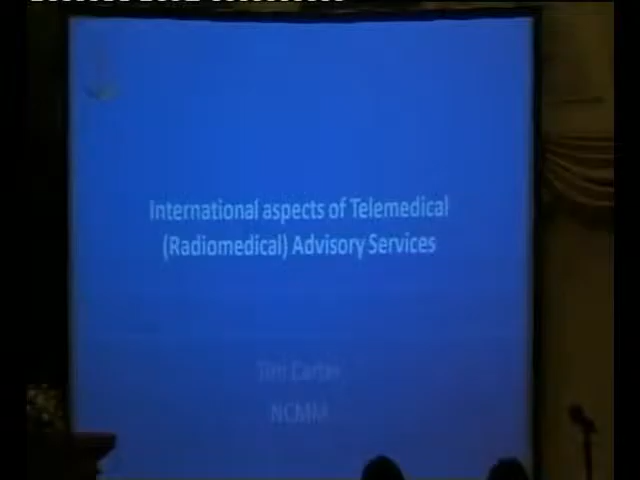 International aspects of Telemedical
(Radiomedical) Advisory Services
Tim Carter
NCMM